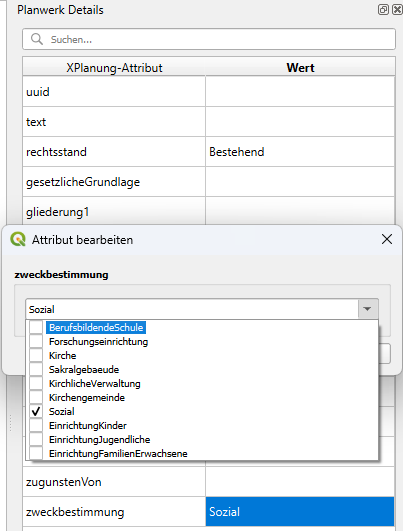 Planwerk Details
Suchen...
XPlanung-Attribut Wert
uuid
text
rechtsstand Bestehend
gesetzlicheGrundlage
gliederung1
Attribut bearbeiten
zweckbestimmung
Sozial
BerufsbildendeSchule
Forschungseinrichtung
Kirche
Sakralgebaeude
KirchlicheVerwaltung
Kirchengemeinde
Sozial
EinrichtungKinder
EinrichtungJugendliche
EinrichtungFamilienErwachsene
zugunstenVon
zweckbestimmung Sozial